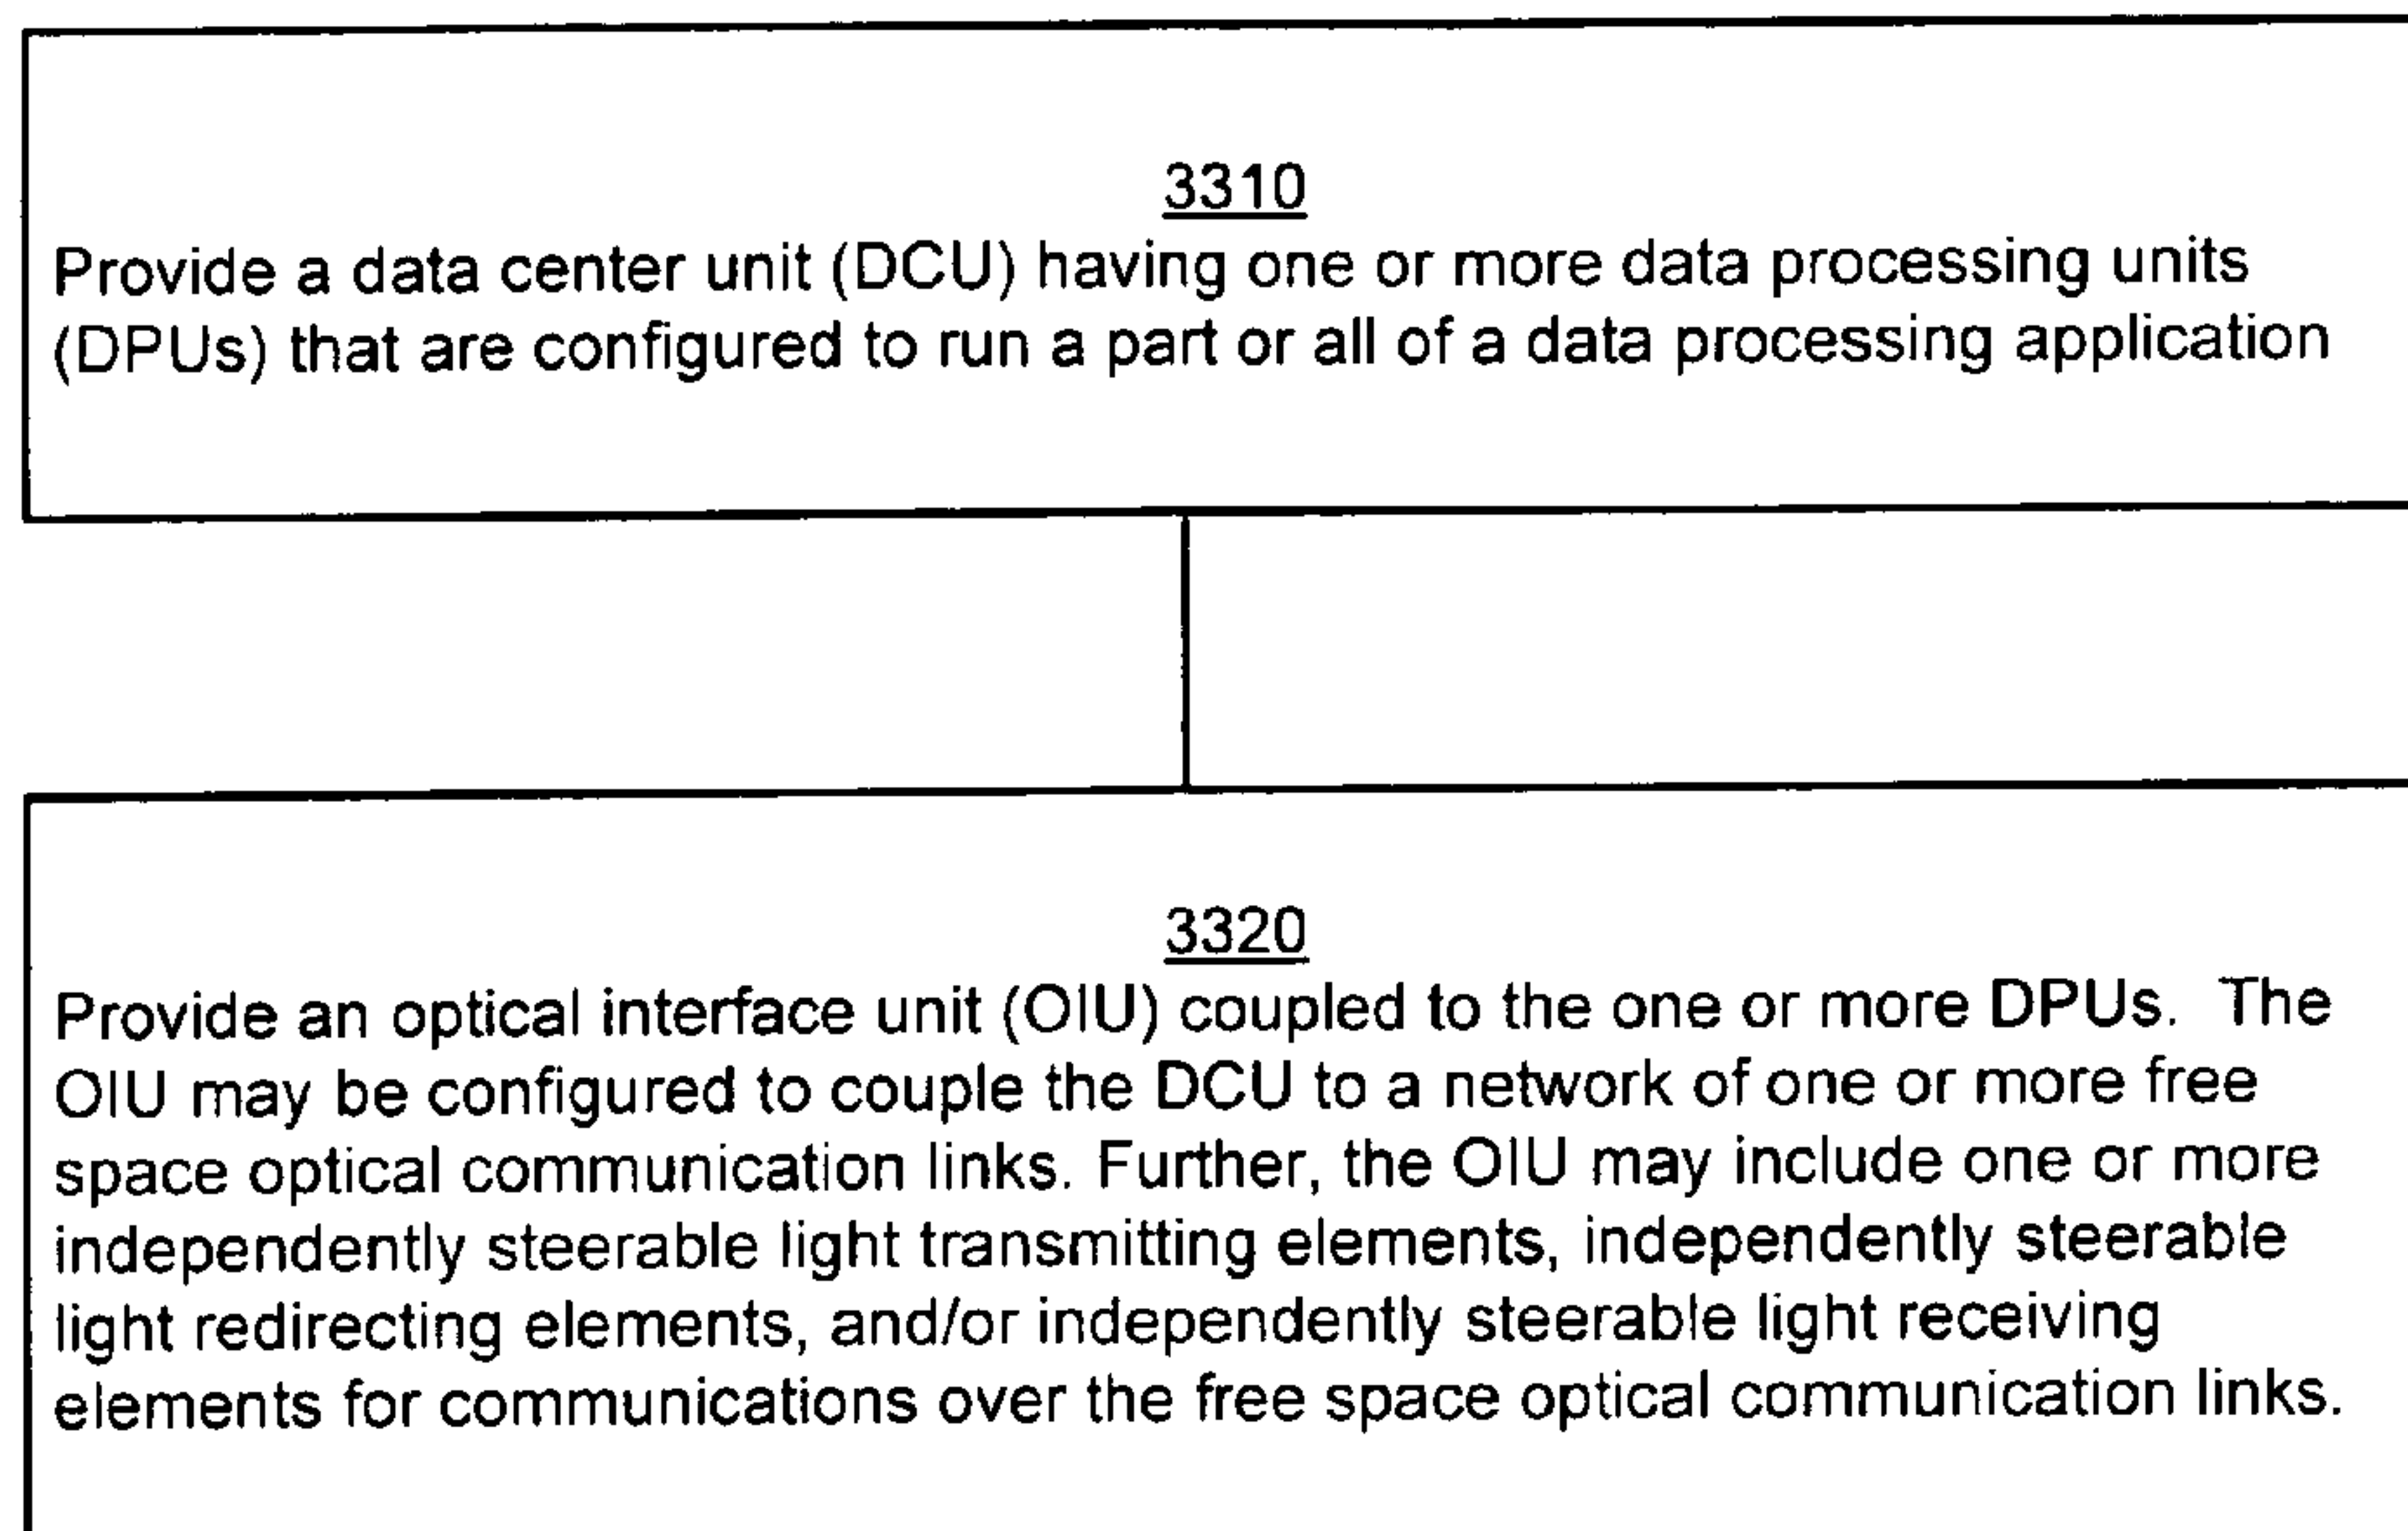 3310
Provide a data center unit (DCU) having one or more data processing units
(DPUs) that are configured to run a part or all of a data processing application
3320
Provide an optical interface unit (OIU) coupled to the one or more DPUs. The
OIU may be configured to couple the DCU to a network of one or more free
space optical communication links. Further, the OIU may include one or more
independently steerable light transmitting elements, independently steerable
light redirecting elements, and/or independently steerable light receiving
elements for communications over the free space optical communication links.